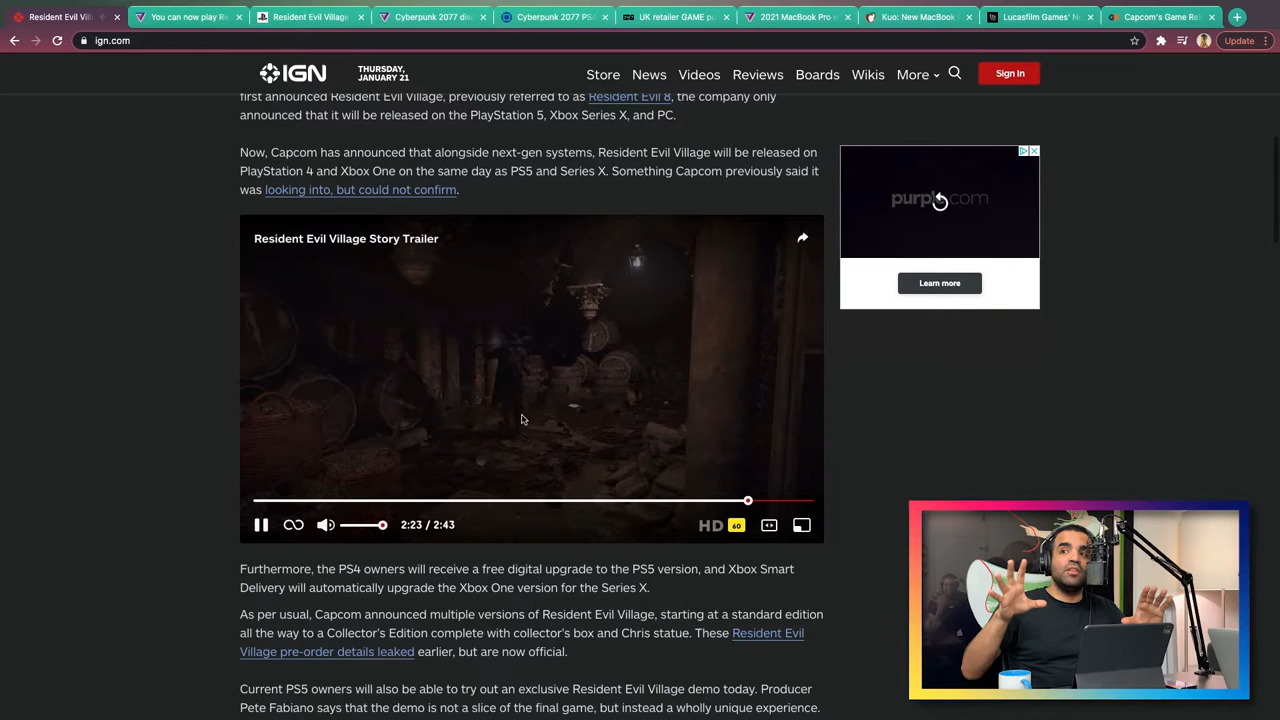 Resident Evil Vil
You can now play Re
Resident Evil Village
Cyberpunk 2077 dis
Cyberpunk 2077 PS4
UK retailer GAME po
2021 MacBook Pro w
Kuo: New MacBook
Lucasfilm Games' Ne
Capcom's Game Rel
ign.com
Update
IGN
THURSDAY,
JANUARY 21
Store News Videos Reviews Boards Wikis More
Sign In
first announced Resident Evil Village, previously referred to as Resident Evil 8, the company only
announced that it will be released on the PlayStation 5, Xbox Series X, and PC.
Now, Capcom has announced that alongside next-gen systems, Resident Evil Village will be released on
PlayStation 4 and Xbox One on the same day as PS5 and Series X. Something Capcom previously said it
was looking into, but could not confirm.
Resident Evil Village Story Trailer
2:23 / 2:43
HD 60
purple.com
Learn more
Furthermore, the PS4 owners will receive a free digital upgrade to the PS5 version, and Xbox Smart
Delivery will automatically upgrade the Xbox One version for the Series X.
As per usual, Capcom announced multiple versions of Resident Evil Village, starting at a standard edition
all the way to a Collector's Edition complete with collector's box and Chris statue. These Resident Evil
Village pre-order details leaked earlier, but are now official.
Current PS5 owners will also be able to try out an exclusive Resident Evil Village demo today. Producer
Pete Fabiano says that the demo is not a slice of the final game, but instead a wholly unique experience.